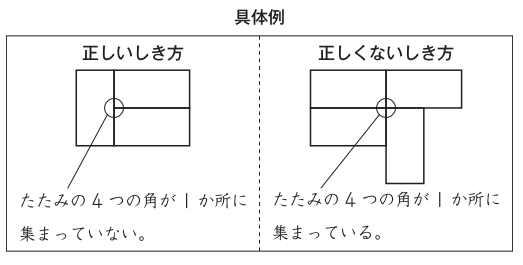 具体例
正しいしき方
たたみの4つの角が1か所に
集まっていない。
正しくないしき方
たたみの4つの角が1か所に
集まっている。